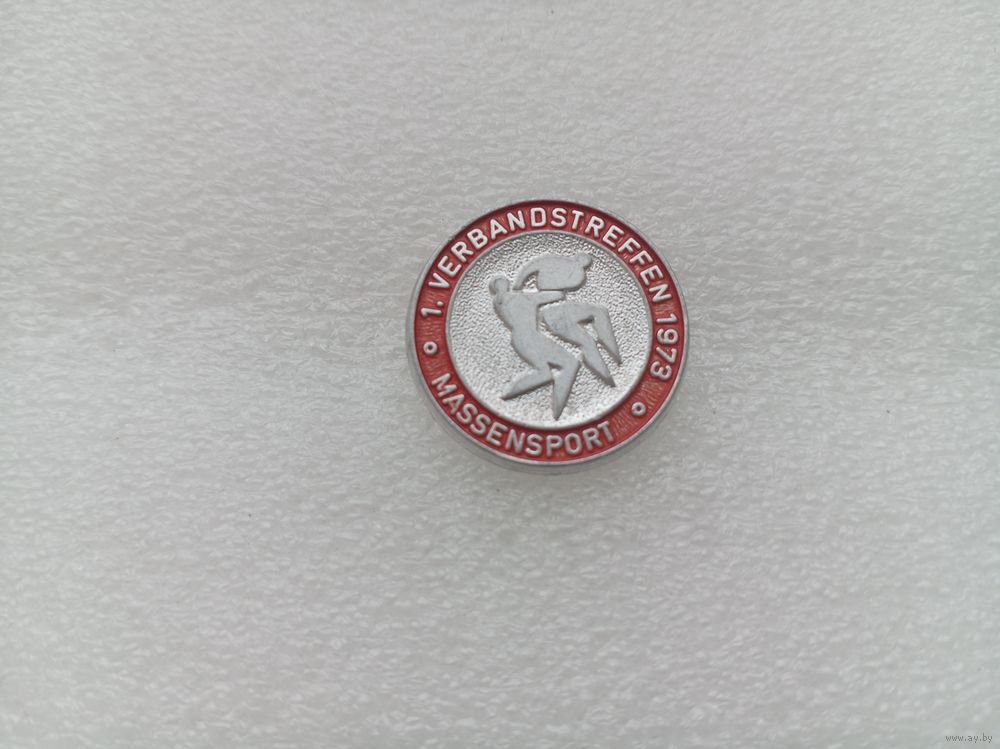 1. VERBANDSTREFFEN 1973
MASSENSPORT
www.ay.by